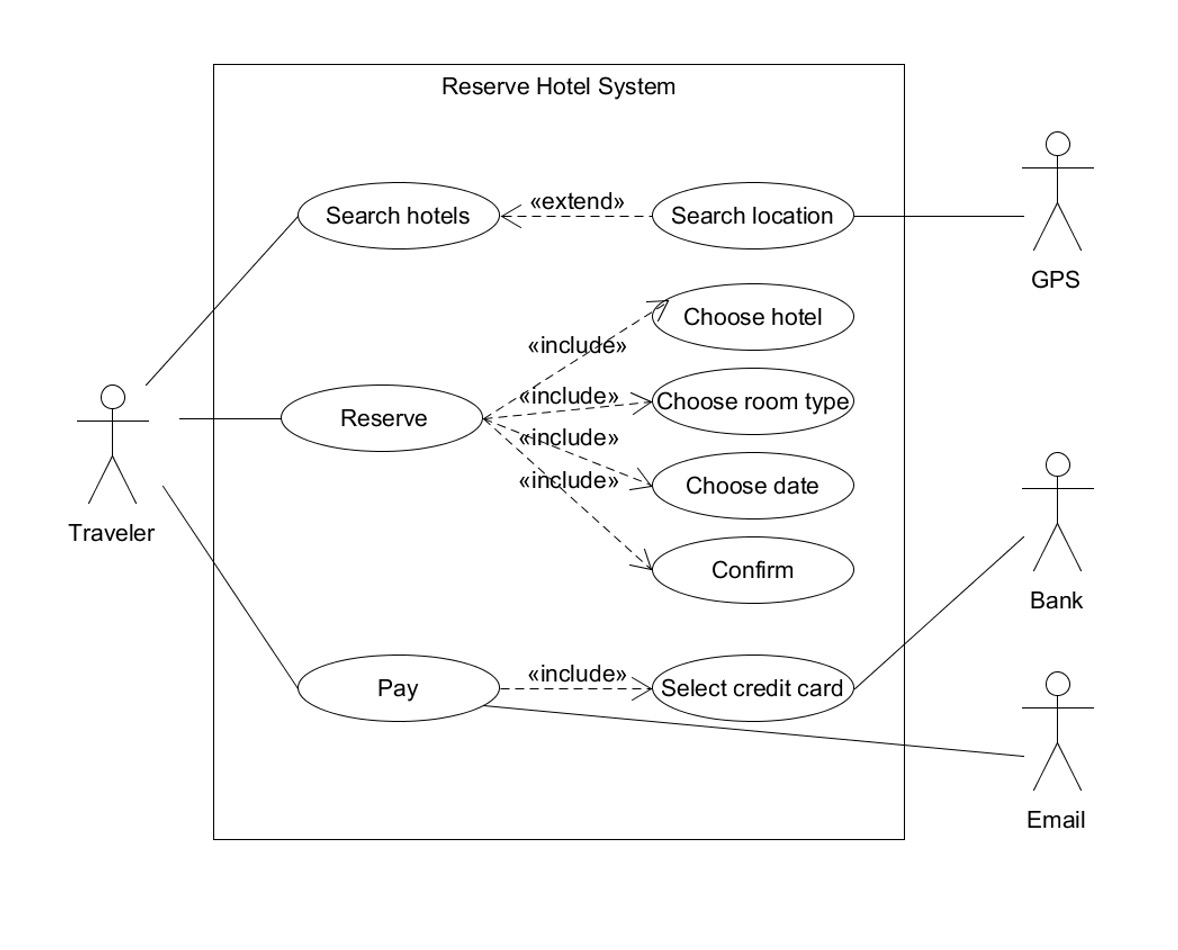 Reserve Hotel System
Search hotels
«extend»
Search location
GPS
Choose hotel
«include»
«include»
Choose room type
Reserve
«include»
«include»
Choose date
Traveler
Confirm
Bank
Pay
«include»
Select credit card
Email